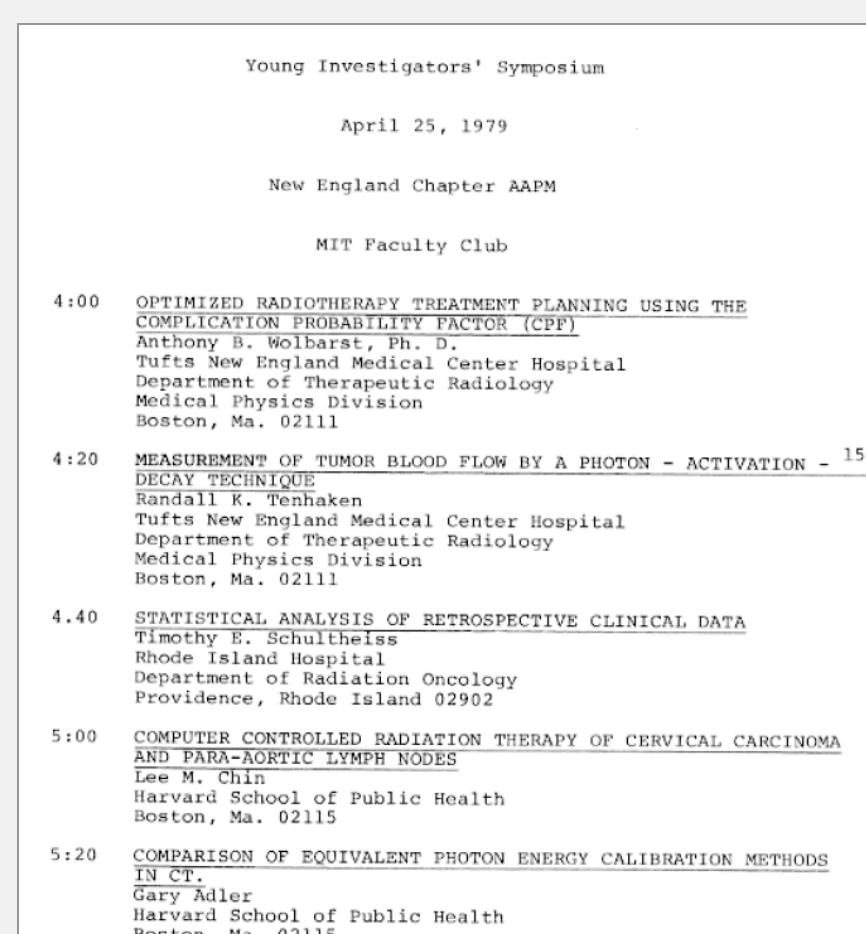 Young Investigators' Symposium
April 25, 1979
New England Chapter AAPM
MIT Faculty Club
4:00 OPTIMIZED RADIOTHERAPY TREATMENT PLANNING USING THE
COMPLICATION PROBABILITY FACTOR (CPF)
Anthony B. Wolbarst, Ph. D.
Tufts New England Medical Center Hospital
Department of Therapeutic Radiology
Medical Physics Division
Boston, Ma. 02111
4:20 MEASUREMENT OF TUMOR BLOOD FLOW BY A PHOTON - ACTIVATION - 15
DECAY TECHNIQUE
Randall K. Tenhaken
Tufts New England Medical Center Hospital
Department of Therapeutic Radiology
Medical Physics Division
Boston, Ma. 02111
4.40 STATISTICAL ANALYSIS OF RETROSPECTIVE CLINICAL DATA
Timothy E. Schultheiss
Rhode Island Hospital
Department of Radiation Oncology
Providence, Rhode Island 02902
5:00 COMPUTER CONTROLLED RADIATION THERAPY OF CERVICAL CARCINOMA
AND PARA-AORTIC LYMPH NODES
Lee M. Chin
Harvard School of Public Health
Boston, Ma. 02115
5:20 COMPARISON OF EQUIVALENT PHOTON ENERGY CALIBRATION METHODS
IN CT.
Gary Adler
Harvard School of Public Health
Boston, Ma. 02115